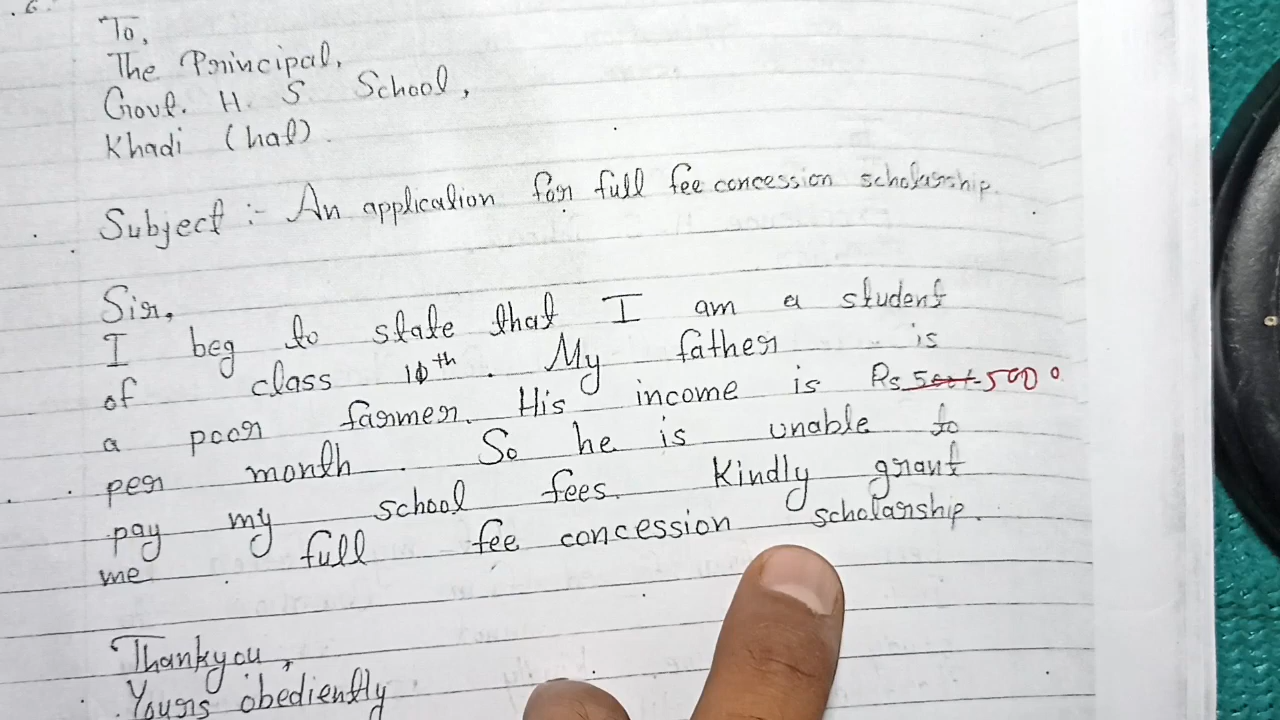 To,
The Principal,
Govt. H. S. School,
Khadi (hat).
Subject :- An application for full fee concession scholarship.
Sir,
I beg to state that I am a student
of class 10th. My father is
a poor farmer. His income is Rs 5000
per month. So he is unable to
pay my school fees. Kindly grant
me full fee concession scholarship.
Thankyou,
Yours obediently